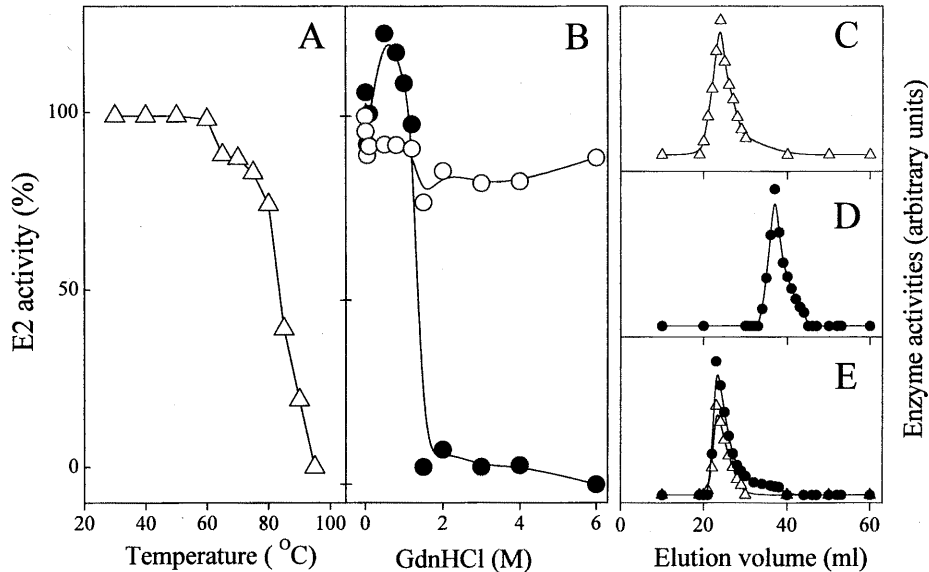 A
B
C
D
E
E2 activity (%)
100
50
0
20
40
60
80
100
Temperature ( °C)
0
2
4
6
GdnHCl (M)
0
20
40
60
Elution volume (ml)
Enzyme activities (arbitrary units)